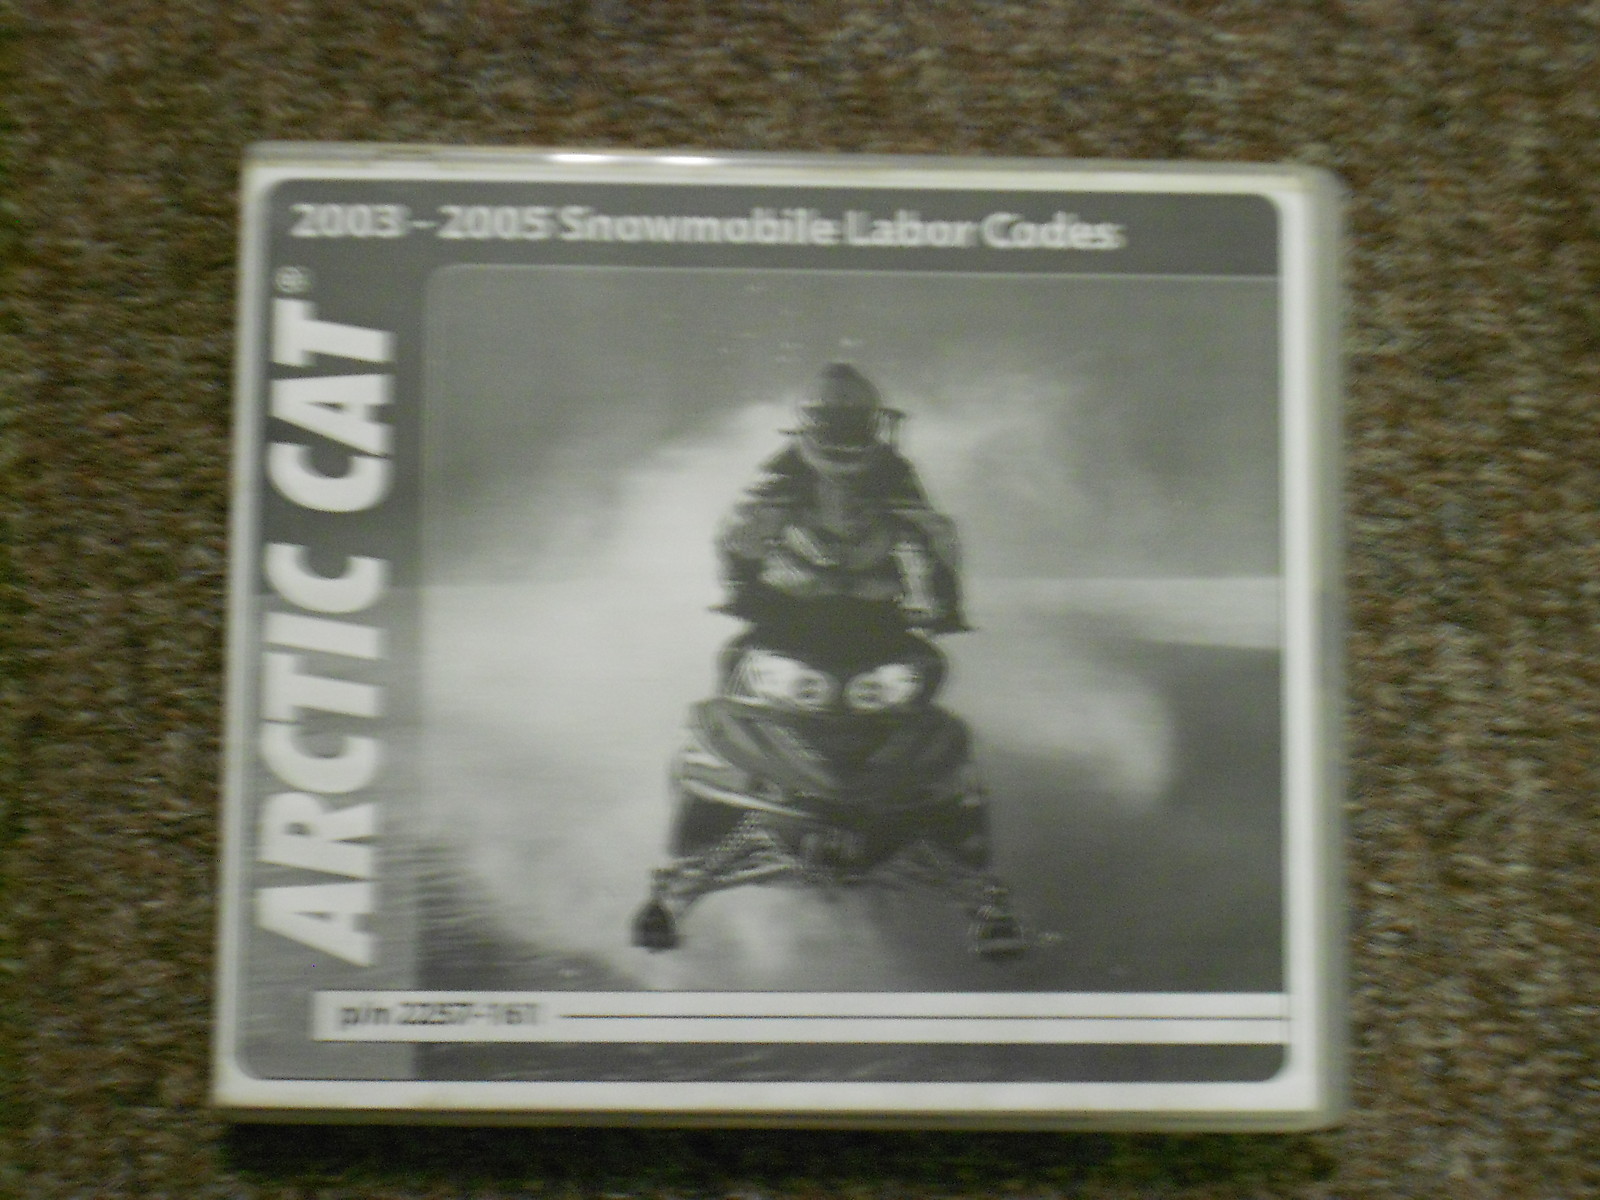 2003 - 2005 Snowmobile Labor Codes
ARCTIC CAT®
p/n 2257-161